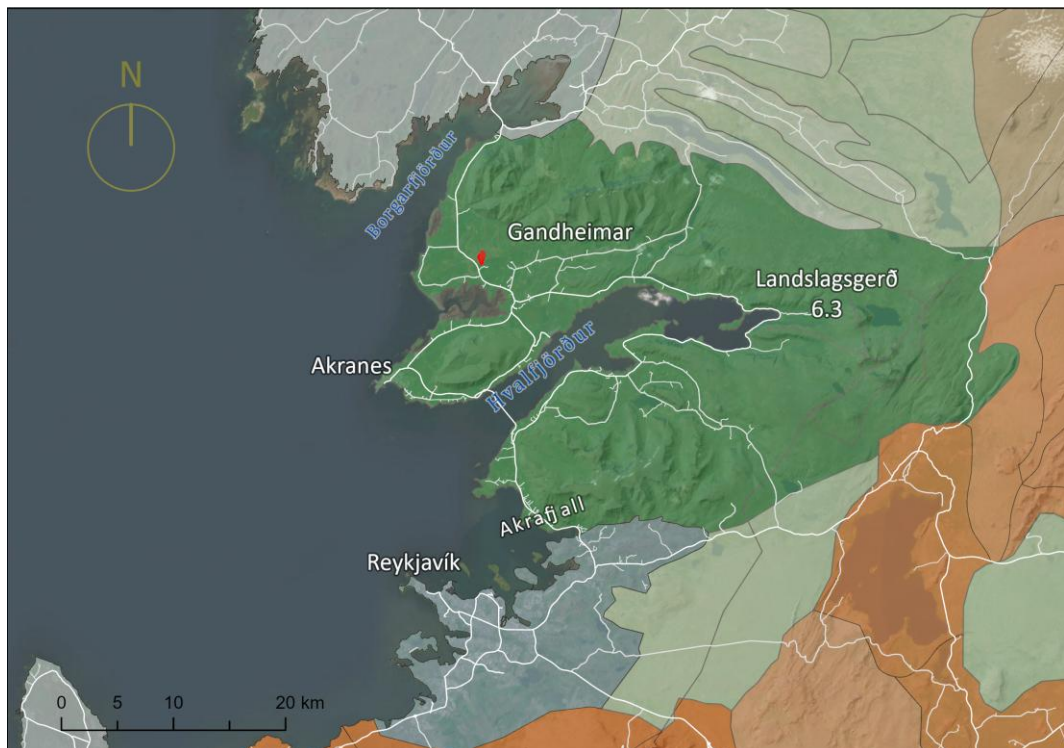 N
Borgarfjörður
Gandheimar
Landslagsgerð
6.3
Akranes
Hvalfjörður
Akrafjall
Reykjavík
0 5 10 20 km